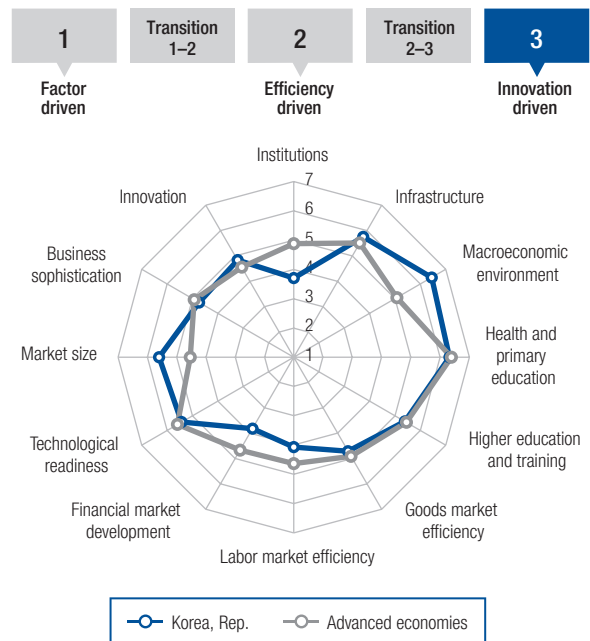 1
Transition
1–2
2
Transition
2–3
3
Factor
driven
Efficiency
driven
Innovation
driven
Institutions
7
Innovation
Infrastructure
6
5
Business
sophistication
Macroeconomic
environment
4
3
2
Market size
1
Health and
primary
education
Technological
readiness
Higher education
and training
Financial market
development
Goods market
efficiency
Labor market efficiency
Korea, Rep.
Advanced economies